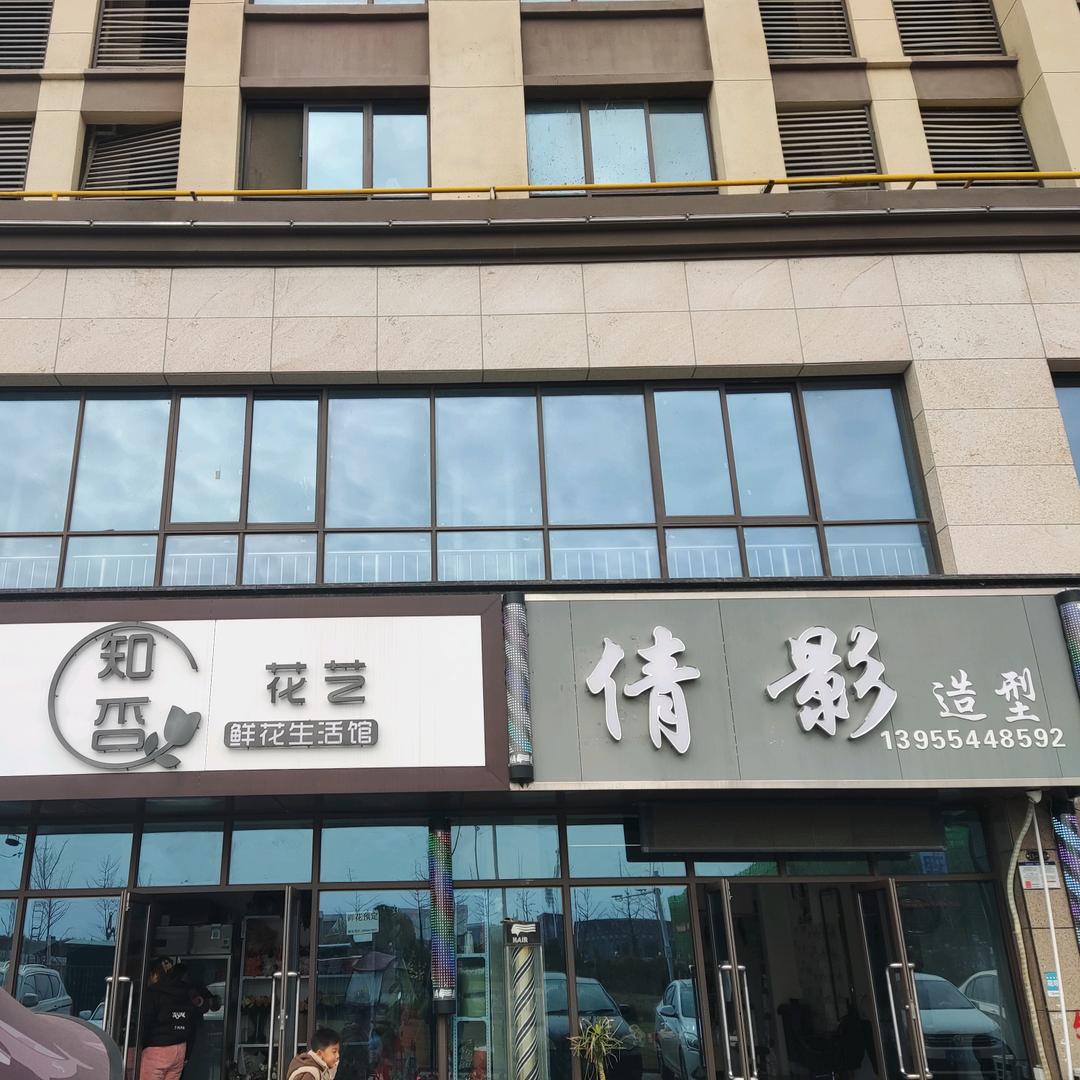 知否
花艺
鲜花生活馆
倩影造型
13955448592
鲜花预定
HAIR